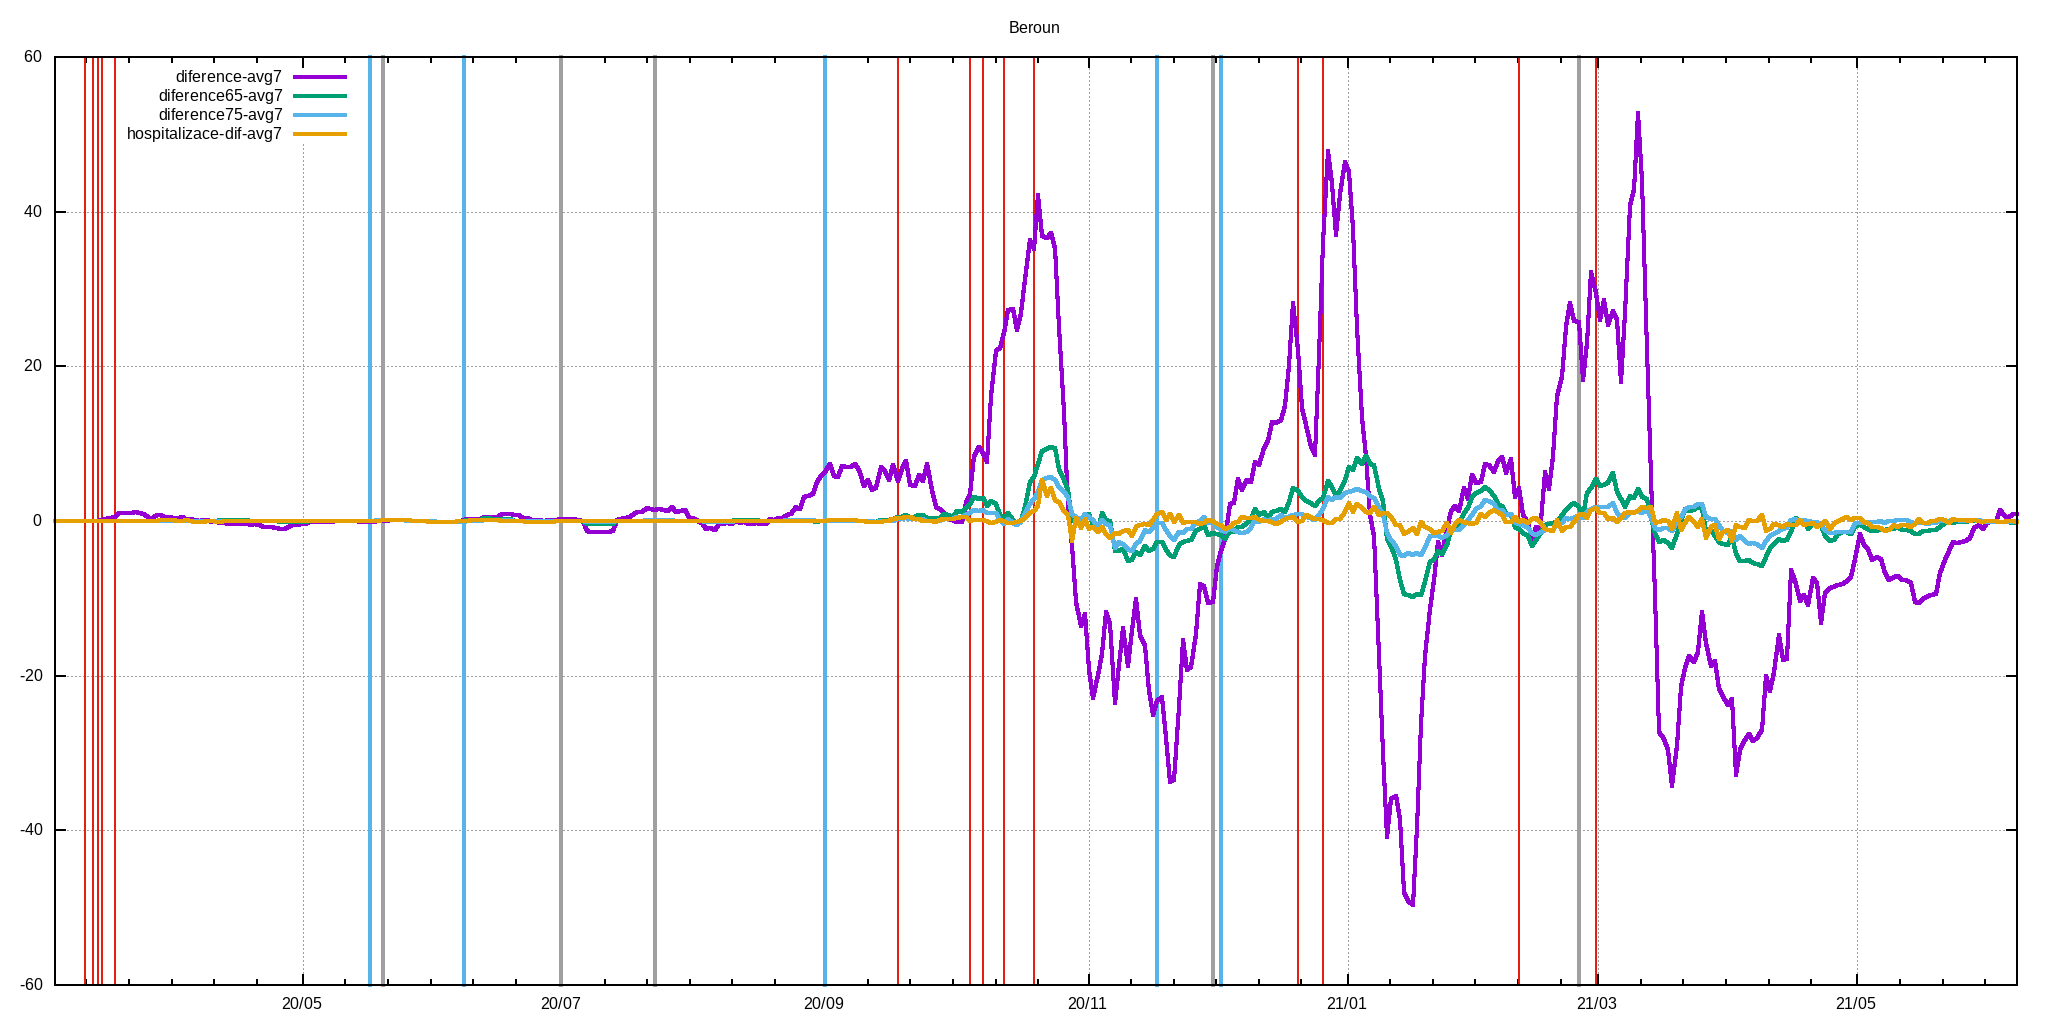 Beroun
diference-avg7
diference65-avg7
diference75-avg7
hospitalizace-dif-avg7
60
40
20
0
-20
-40
-60
20/05 20/07 20/09 20/11 21/01 21/03 21/05